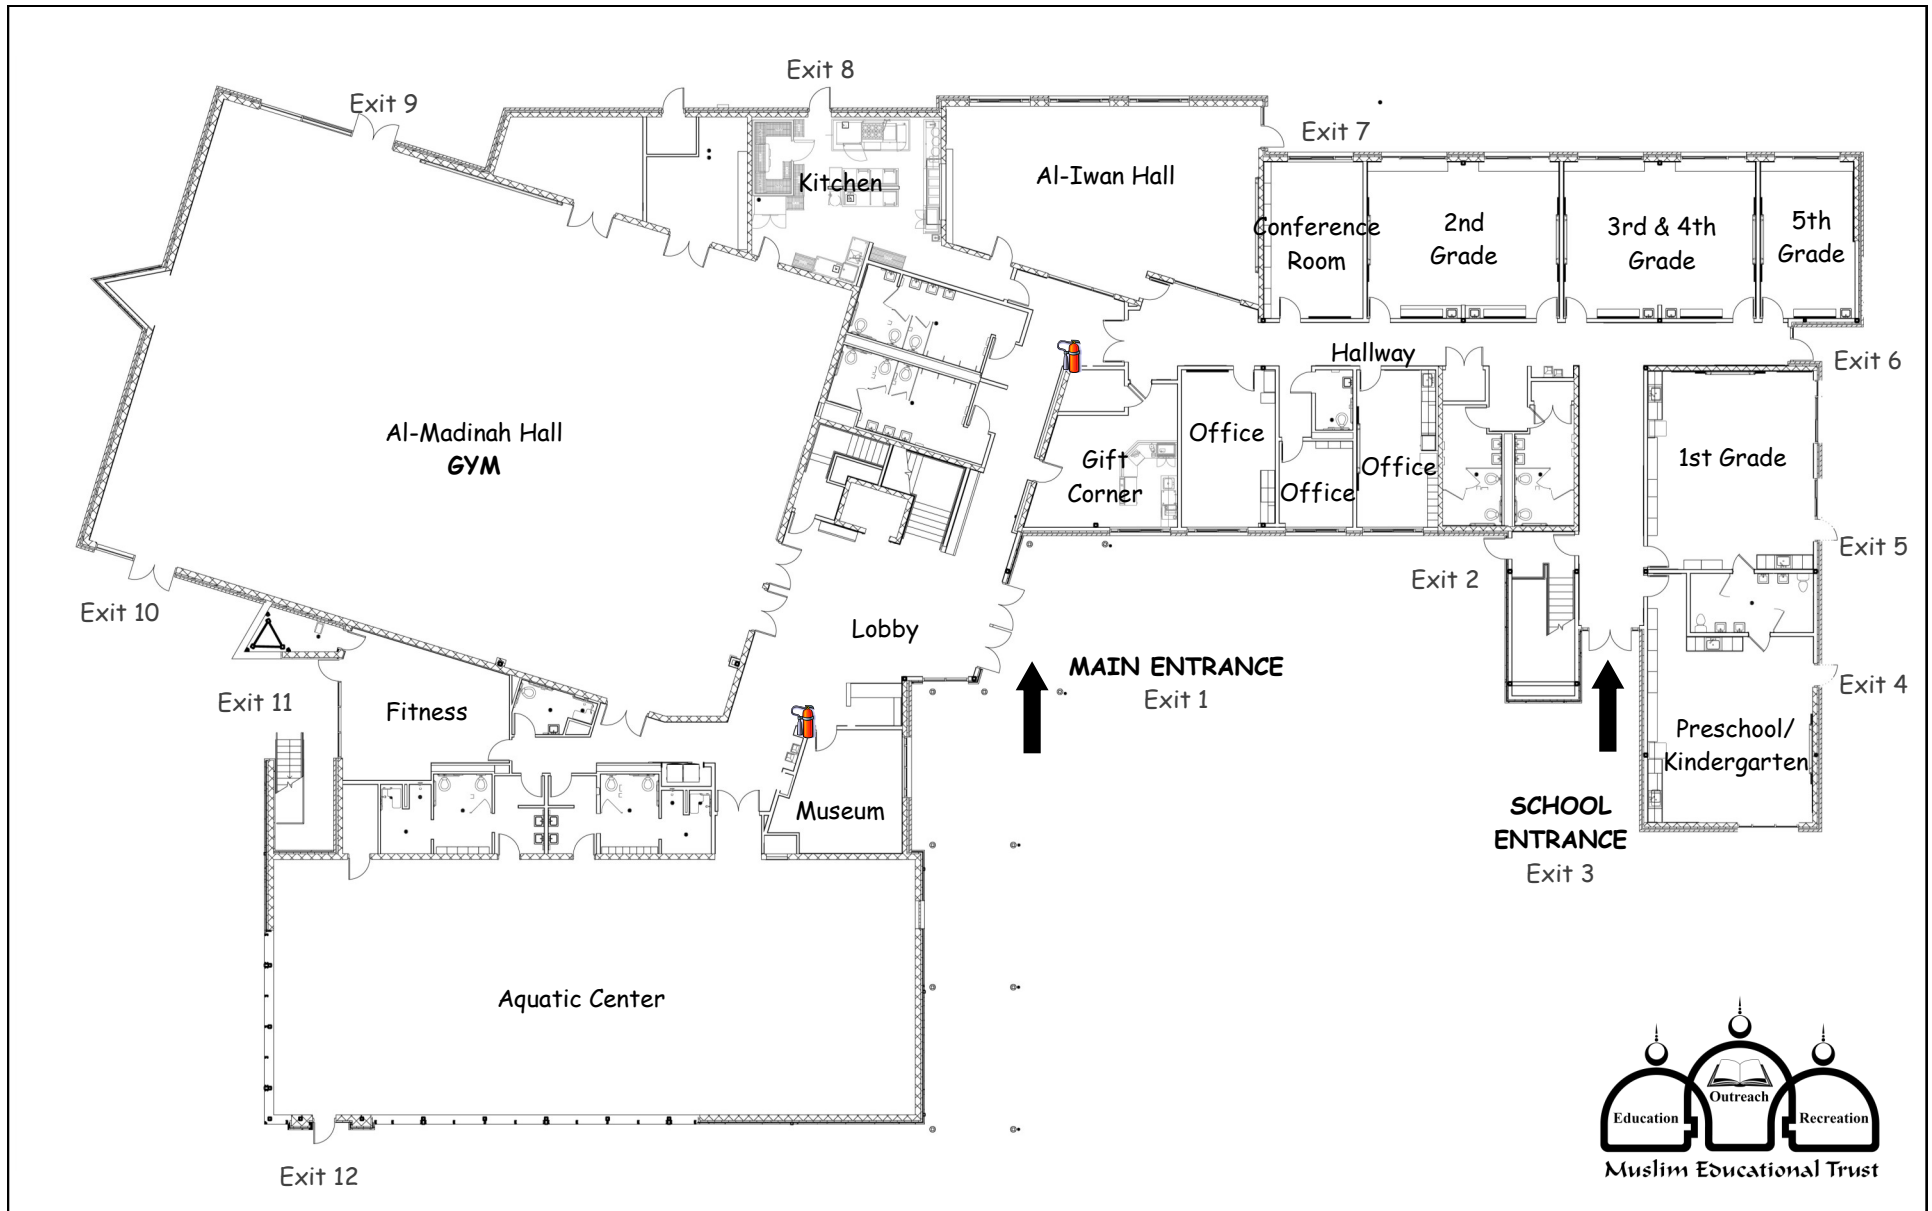 Exit 8
Exit 9
Exit 7
Kitchen
Al-Iwan Hall
Conference
Room
2nd
Grade
3rd & 4th
Grade
5th
Grade
Hallway
Exit 6
Al-Madinah Hall
GYM
Gift
Corner
Office
Office
Office
1st Grade
Exit 5
Exit 2
Exit 10
Lobby
MAIN ENTRANCE
Exit 1
Exit 4
Exit 11
Fitness
Preschool/
Kindergarten
Museum
SCHOOL
ENTRANCE
Exit 3
Aquatic Center
Exit 12
Education
Outreach
Recreation
Muslim Educational Trust